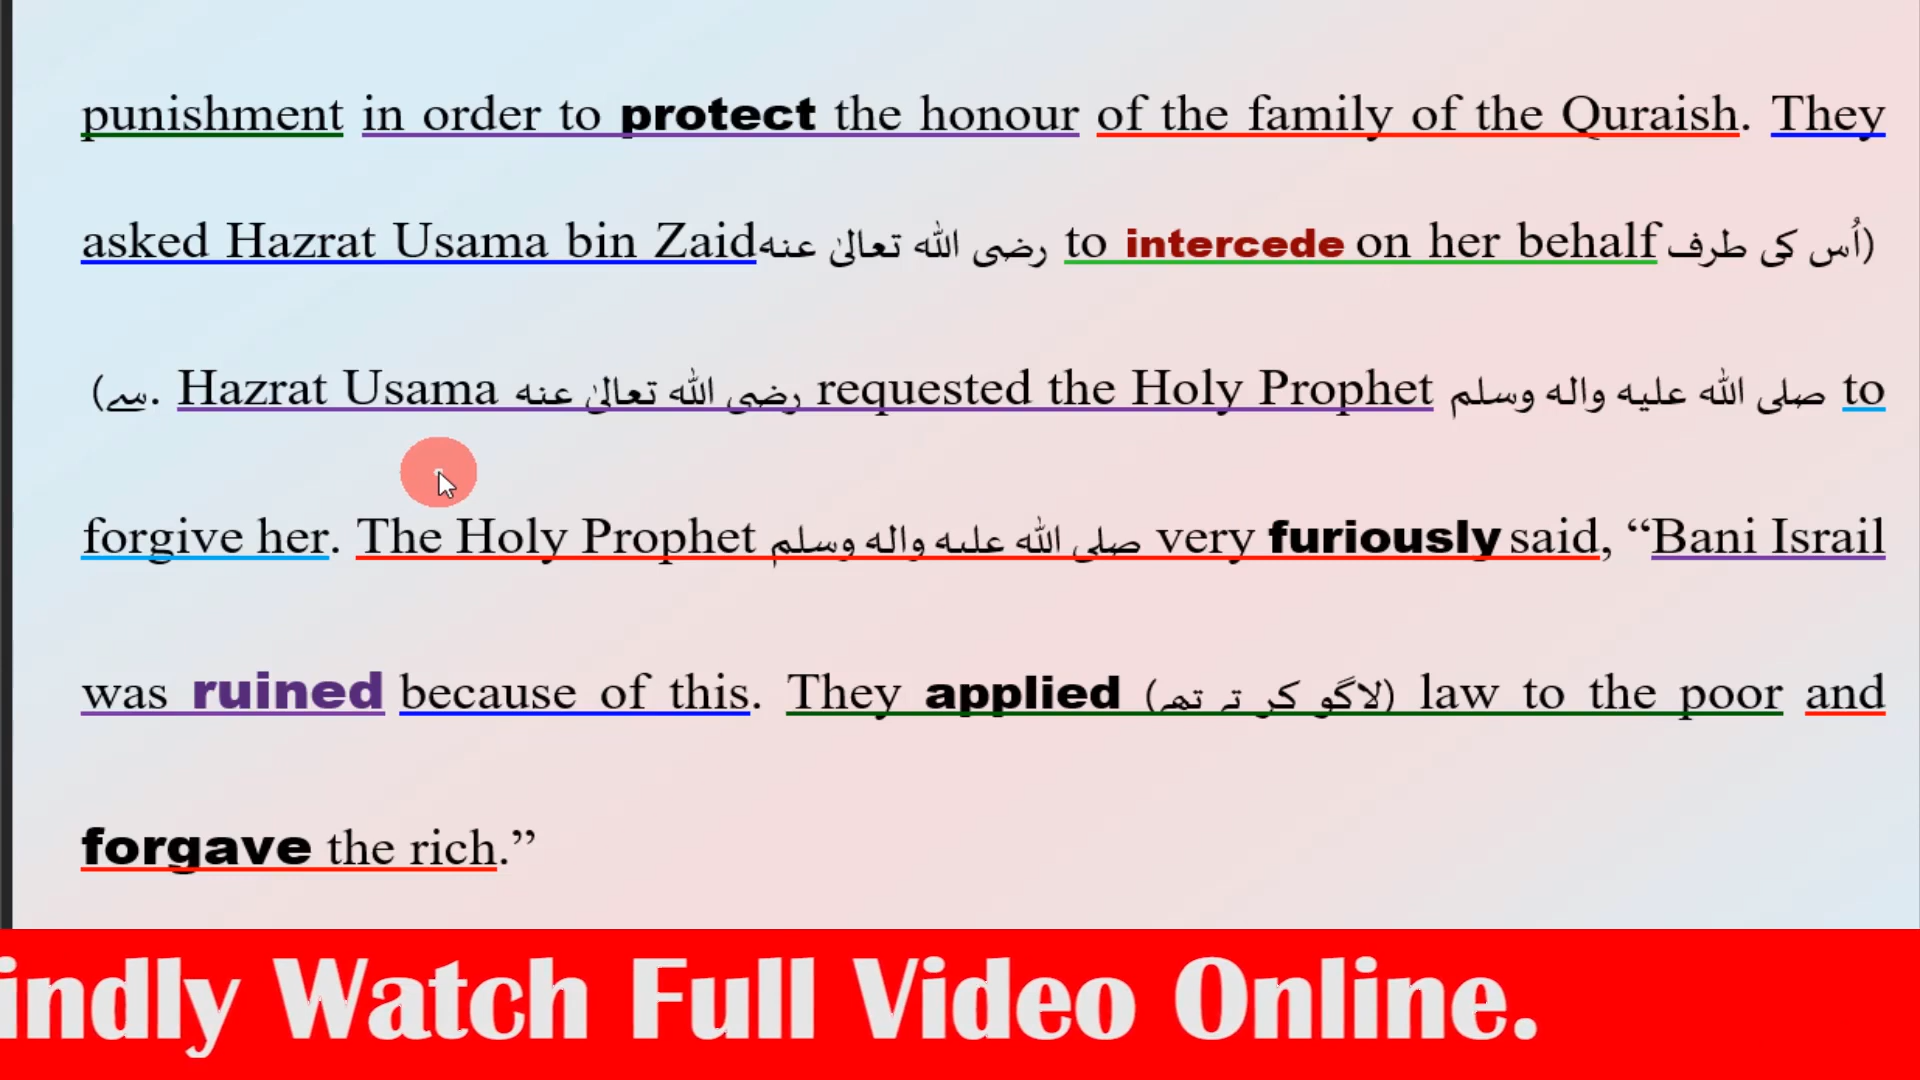 punishment in order to protect the honour of the family of the Quraish. They
asked Hazrat Usama bin Zaid رضی اللہ تعالیٰ عنہ to intercede on her behalf (اُس کی طرف
سے). Hazrat Usama رضی اللہ تعالیٰ عنہ requested the Holy Prophet صلی اللہ علیہ والہ وسلم to
forgive her. The Holy Prophet صلی اللہ علیہ والہ وسلم very furiously said, “Bani Israil
was ruined because of this. They applied (لاگو کر تے تھے) law to the poor and
forgave the rich.”
indly Watch Full Video Online.